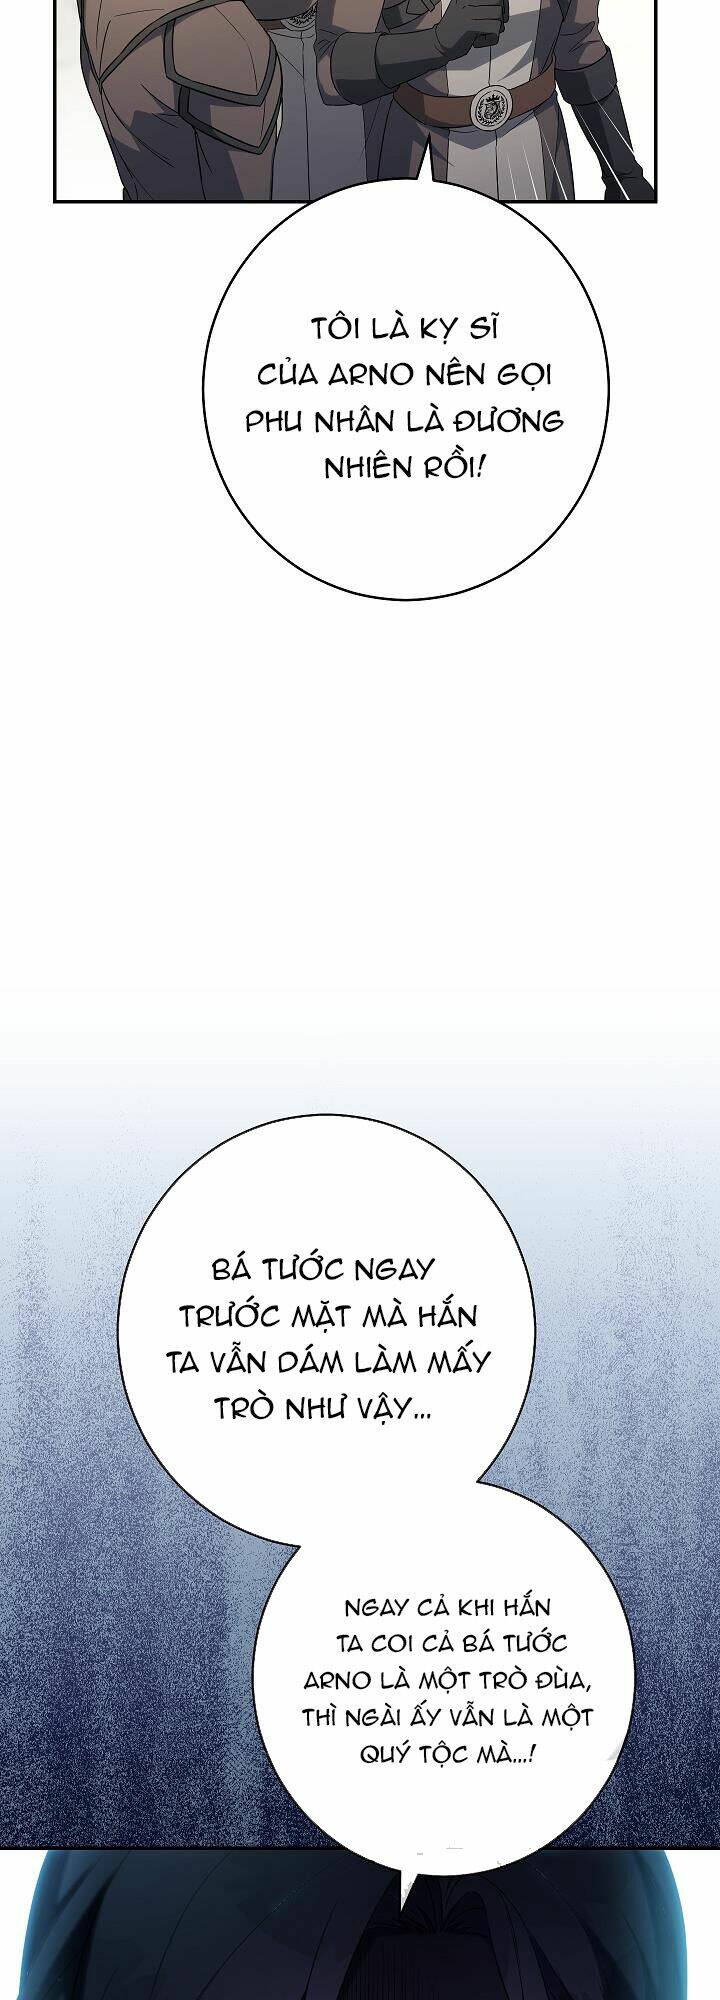 TÔI LÀ KỴ SĨ
CỦA ARNO NÊN GỌI
PHU NHÂN LÀ ĐƯƠNG
NHIÊN RỒI!
BÁ TƯỚC NGAY
TRƯỚC MẶT MÀ HẮN
TA VẪN DÁM LÀM MẤY
TRÒ NHƯ VẬY...
NGAY CẢ KHI HẮN
TA COI CẢ BÁ TƯỚC
ARNO LÀ MỘT TRÒ ĐÙA,
THÌ NGÀI ẤY VẪN LÀ MỘT
QUÝ TỘC MÀ...!